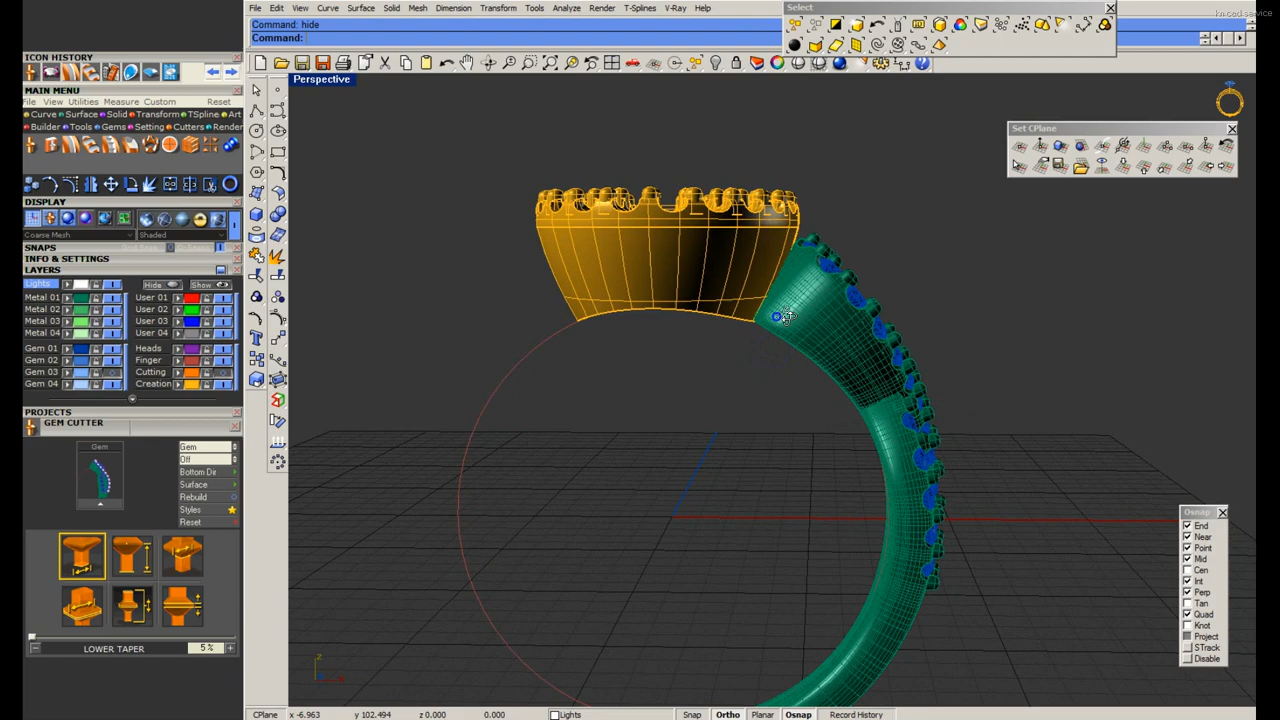 kn cad service
File Edit View Curve Surface Solid Mesh Dimension Transform Tools Analyze Render T-Splines V-Ray Help
Select
Command: hide
Command:
ICON HISTORY
MAIN MENU
File View Utilities Measure Custom Reset
Curve Surface Solid Transform TSpline Art
Builder Tools Gems Setting Cutters Render
Perspective
Set CPlane
DISPLAY
Coarse Mesh Shaded
SNAPS
INFO & SETTINGS
LAYERS
Lights Hide Show
Metal 01 User 01
Metal 02 User 02
Metal 03 User 03
Metal 04 User 04
Gem 01 Heads
Gem 02 Finger
Gem 03 Cutting
Gem 04 Creation
PROJECTS
GEM CUTTER
Gem
Gem
Off
Bottom Dir
Surface
Rebuild
Styles
Reset
LOWER TAPER 5 %
Osnap
End
Near
Point
Mid
Cen
Int
Perp
Tan
Quad
Knot
Project
STrack
Disable
z
x
CPlane x -6.963 y 102.494 z 0.000 0.000 Lights Snap Ortho Planar Osnap Record History